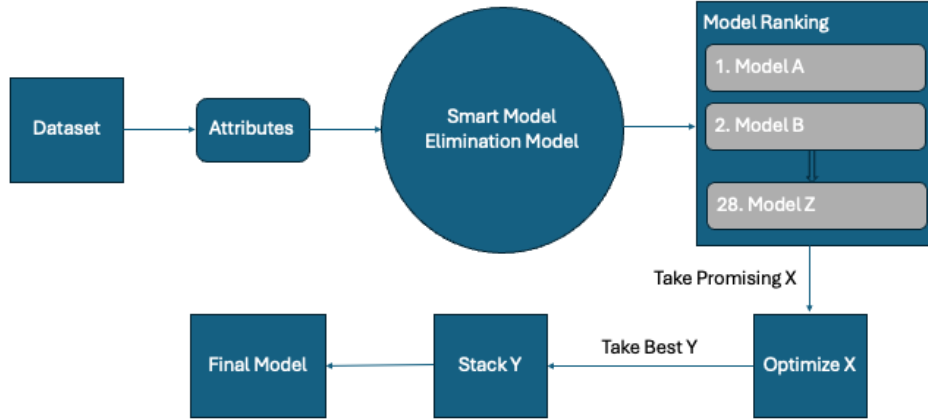 Model Ranking
1. Model A
Dataset
Attributes
Smart Model
Elimination Model
2. Model B
28. Model Z
Take Promising X
Final Model
Stack Y
Take Best Y
Optimize X